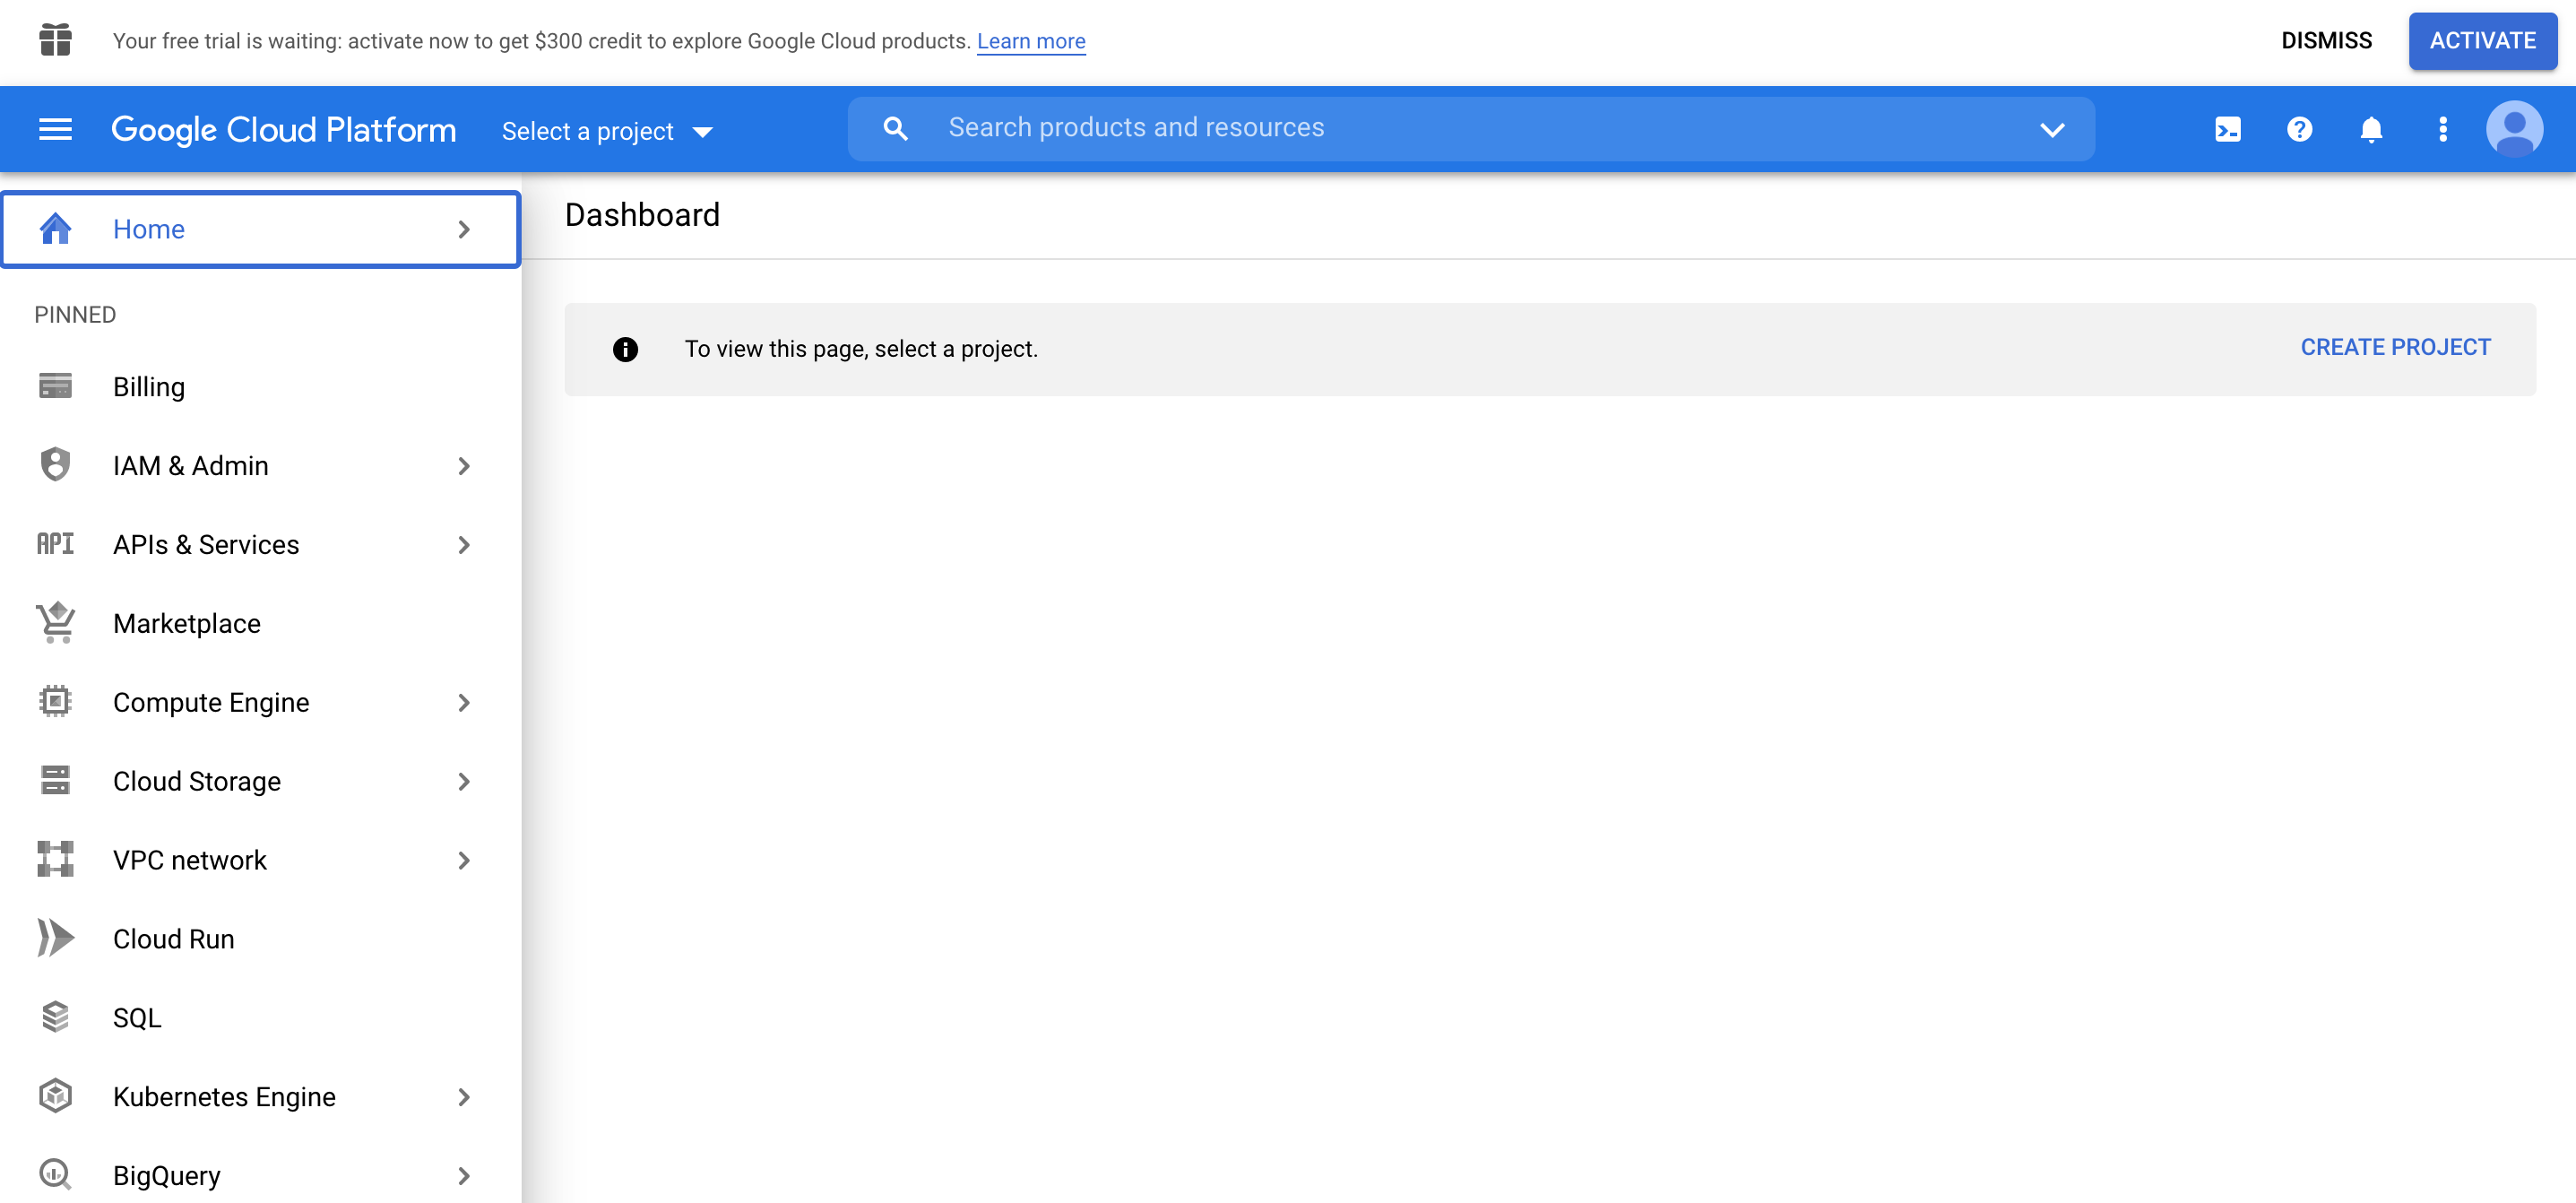 Your free trial is waiting: activate now to get $300 credit to explore Google Cloud products. Learn more
DISMISS
ACTIVATE
Google Cloud Platform
Select a project
Search products and resources
Home
PINNED
Billing
IAM & Admin
API
APIs & Services
Marketplace
Compute Engine
Cloud Storage
VPC network
Cloud Run
SQL
Kubernetes Engine
BigQuery
Dashboard
To view this page, select a project.
CREATE PROJECT